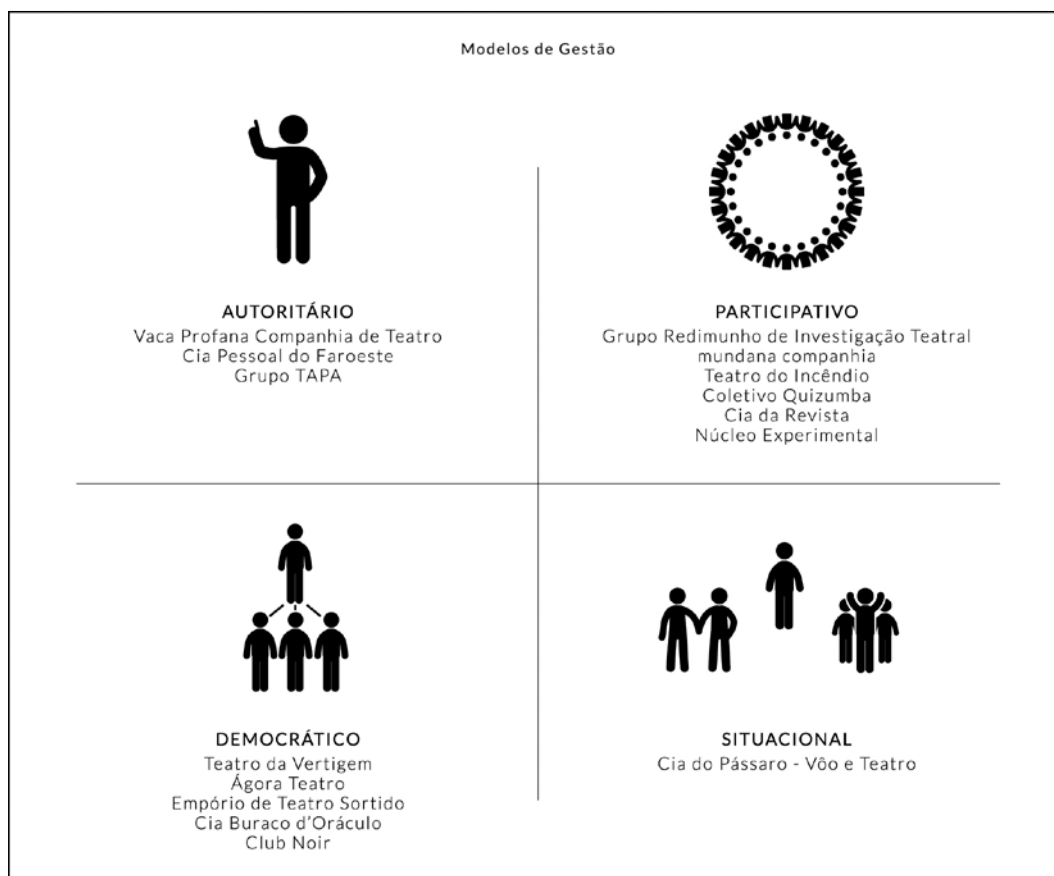 Modelos de Gestão
AUTORITÁRIO
Vaca Profana Companhia de Teatro
Cia Pessoal do Faroeste
Grupo TAPA
PARTICIPATIVO
Grupo Redimunho de Investigação Teatral
mundana companhia
Teatro do Incêndio
Coletivo Quizumba
Cia da Revista
Núcleo Experimental
DEMOCRÁTICO
Teatro da Vertigem
Ágora Teatro
Empório de Teatro Sortido
Cia Buraco d’Oráculo
Club Noir
SITUACIONAL
Cia do Pássaro - Vôo e Teatro